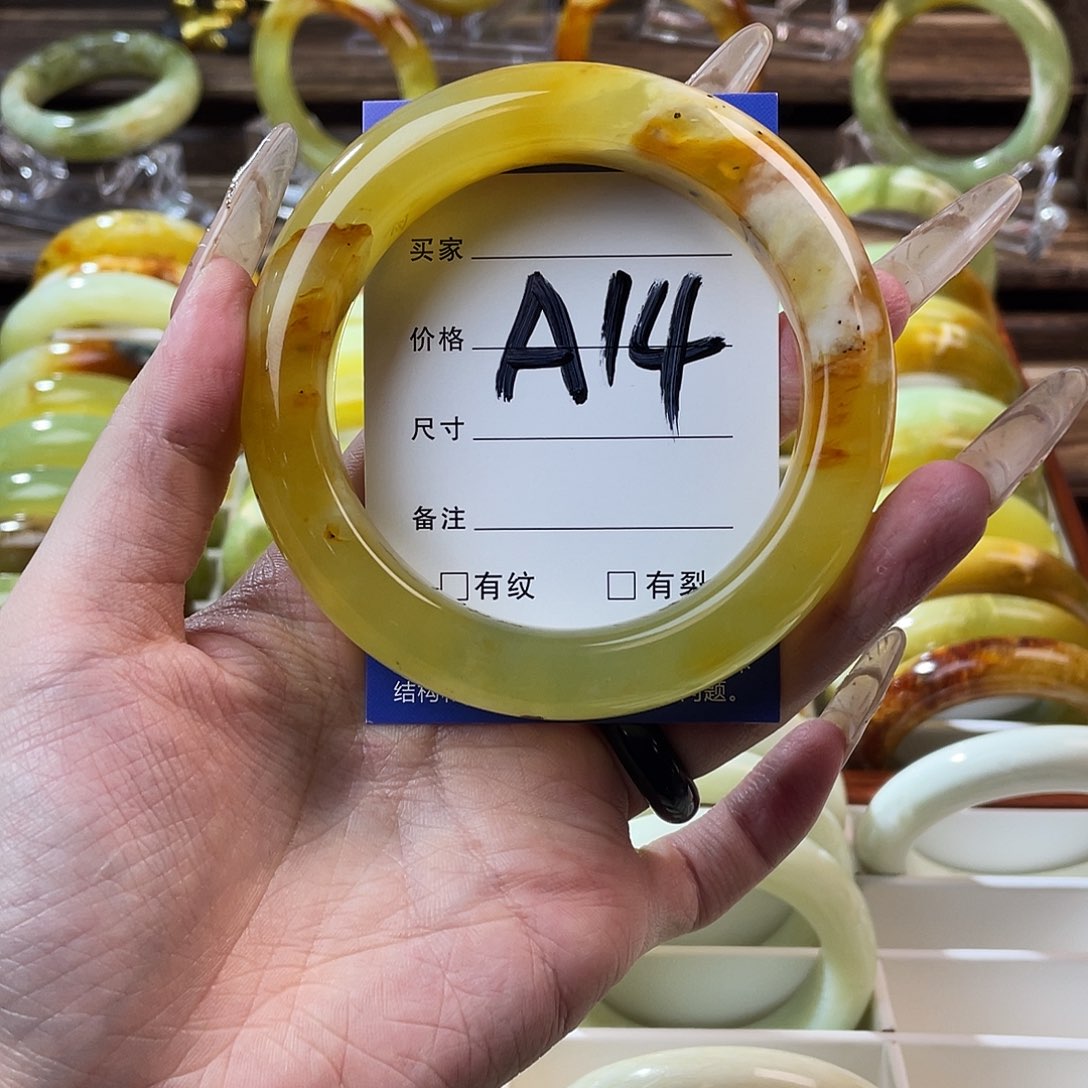 买家
价格 A14
尺寸
备注
□有纹 □有裂
结构 问题。